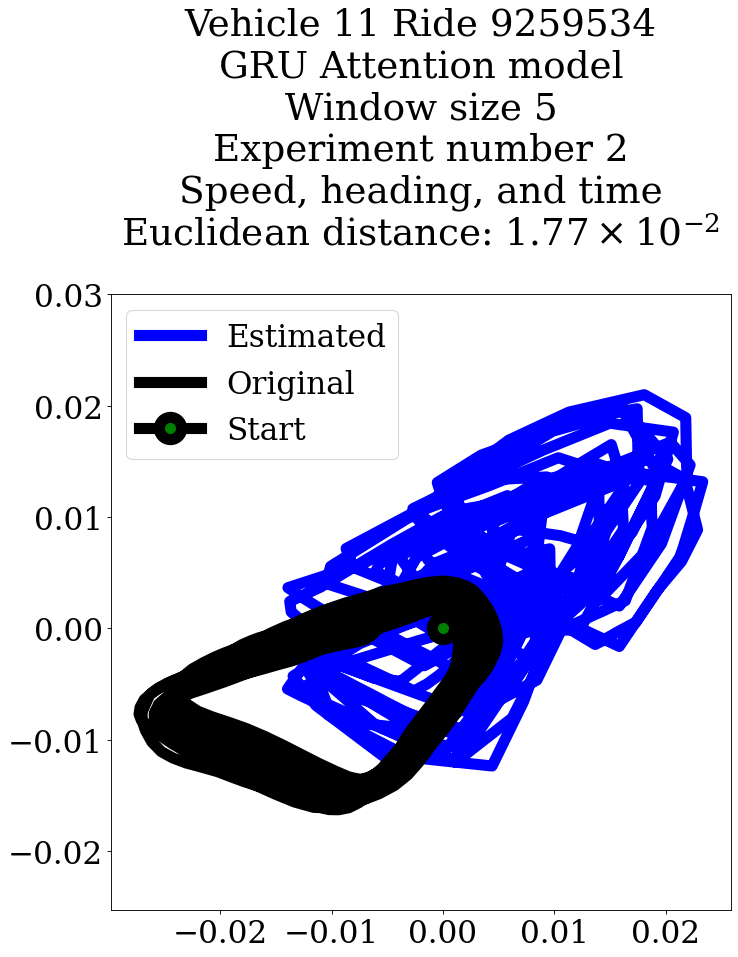 Vehicle 11 Ride 9259534
GRU Attention model
Window size 5
Experiment number 2
Speed, heading, and time
Euclidean distance: 1.77 × 10⁻²
0.03
0.02
0.01
0.00
−0.01
−0.02
Estimated
Original
Start
−0.02 −0.01 0.00 0.01 0.02